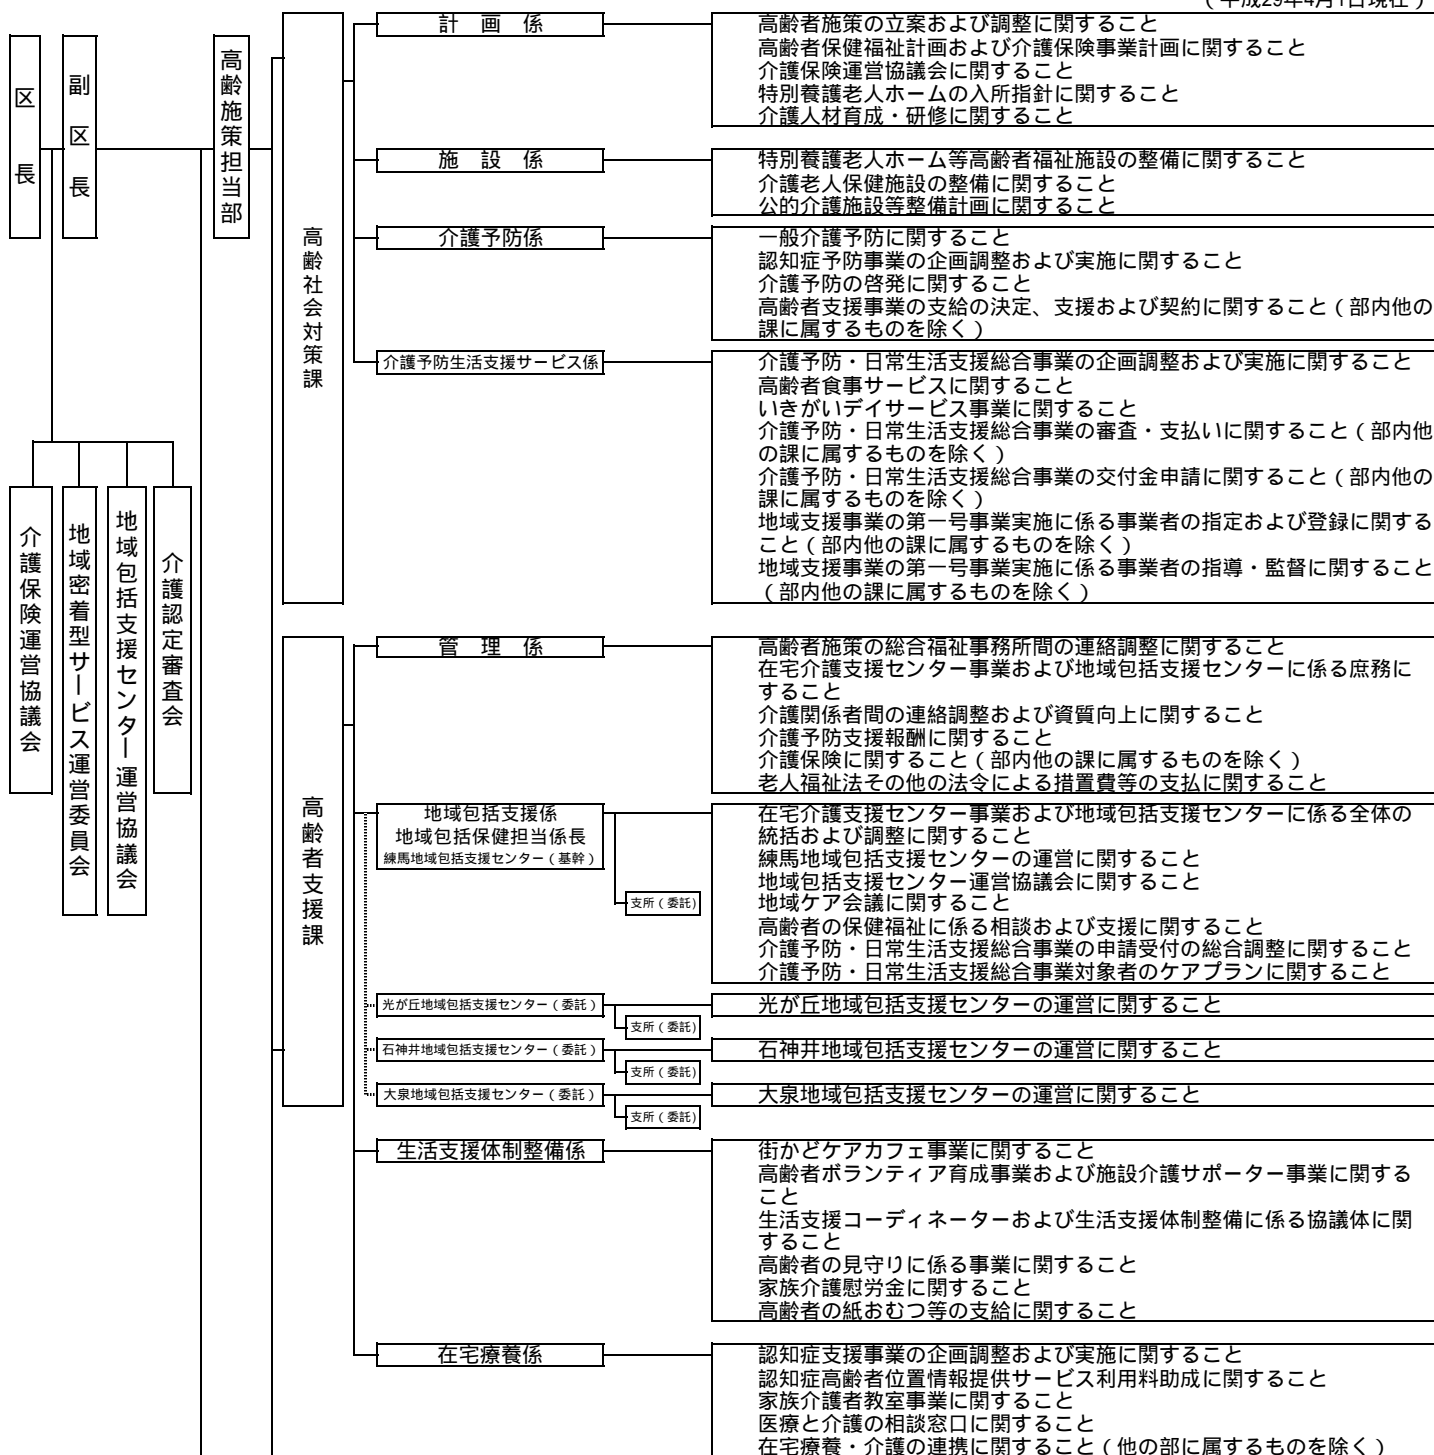 (平成29年4月1日現在)
区長
副区長
高齢施策担当部
介護保険運営協議会
地域密着型サービス運営委員会
地域包括支援センター運営協議会
介護認定審査会
高齢社会対策課
計画係
高齢者施策の立案および調整に関すること
高齢者保健福祉計画および介護保険事業計画に関すること
介護保険運営協議会に関すること
特別養護老人ホームの入所指針に関すること
介護人材育成・研修に関すること
施設係
特別養護老人ホーム等高齢者福祉施設の整備に関すること
介護老人保健施設の整備に関すること
公的介護施設等整備計画に関すること
介護予防係
一般介護予防に関すること
認知症予防事業の企画調整および実施に関すること
介護予防の啓発に関すること
高齢者支援事業の支給の決定、支援および契約に関すること(部内他の
課に属するものを除く)
介護予防生活支援サービス係
介護予防・日常生活支援総合事業の企画調整および実施に関すること
高齢者食事サービスに関すること
いきがいデイサービス事業に関すること
介護予防・日常生活支援総合事業の審査・支払いに関すること(部内他
の課に属するものを除く)
介護予防・日常生活支援総合事業の交付金申請に関すること(部内他の
課に属するものを除く)
地域支援事業の第一号事業実施に係る事業者の指定および登録に関する
こと(部内他の課に属するものを除く)
地域支援事業の第一号事業実施に係る事業者の指導・監督に関すること
(部内他の課に属するものを除く)
高齢者支援課
管理係
高齢者施策の総合福祉事務所間の連絡調整に関すること
在宅介護支援センター事業および地域包括支援センターに係る庶務に
すること
介護関係者間の連絡調整および資質向上に関すること
介護予防支援報酬に関すること
介護保険に関すること(部内他の課に属するものを除く)
老人福祉法その他の法令による措置費等の支払に関すること
地域包括支援係
地域包括保健担当係長
練馬地域包括支援センター(基幹)
支所(委託)
在宅介護支援センター事業および地域包括支援センターに係る全体の
統括および調整に関すること
練馬地域包括支援センターの運営に関すること
地域包括支援センター運営協議会に関すること
地域ケア会議に関すること
高齢者の保健福祉に係る相談および支援に関すること
介護予防・日常生活支援総合事業の申請受付の総合調整に関すること
介護予防・日常生活支援総合事業対象者のケアプランに関すること
光が丘地域包括支援センター(委託)
支所(委託)
光が丘地域包括支援センターの運営に関すること
石神井地域包括支援センター(委託)
支所(委託)
石神井地域包括支援センターの運営に関すること
大泉地域包括支援センター(委託)
支所(委託)
大泉地域包括支援センターの運営に関すること
生活支援体制整備係
街かどケアカフェ事業に関すること
高齢者ボランティア育成事業および施設介護サポーター事業に関する
こと
生活支援コーディネーターおよび生活支援体制整備に係る協議体に関
すること
高齢者の見守りに係る事業に関すること
家族介護慰労金に関すること
高齢者の紙おむつ等の支給に関すること
在宅療養係
認知症支援事業の企画調整および実施に関すること
認知症高齢者位置情報提供サービス利用料助成に関すること
家族介護者教室事業に関すること
医療と介護の相談窓口に関すること
在宅療養・介護の連携に関すること(他の部に属するものを除く)